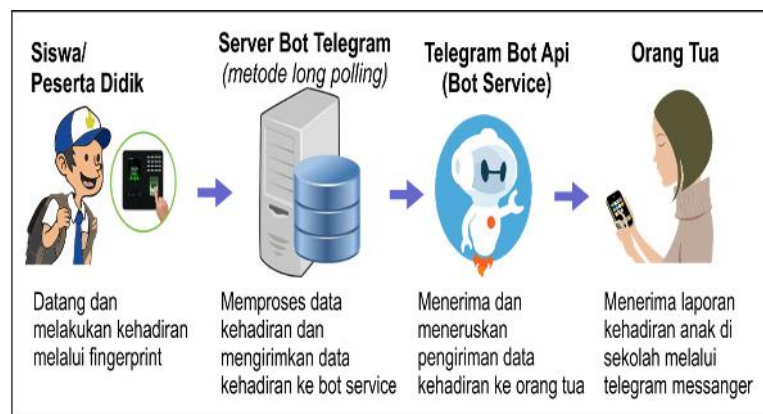 Siswa/
Peserta Didik
Server Bot Telegram
(metode long polling)
Telegram Bot Api
(Bot Service)
Orang Tua
Datang dan
melakukan kehadiran
melalui fingerprint
Memproses data
kehadiran dan
mengirimkan data
kehadiran ke bot service
Menerima dan
meneruskan
pengiriman data
kehadiran ke orang tua
Menerima laporan
kehadiran anak di
sekolah melalui
telegram messanger